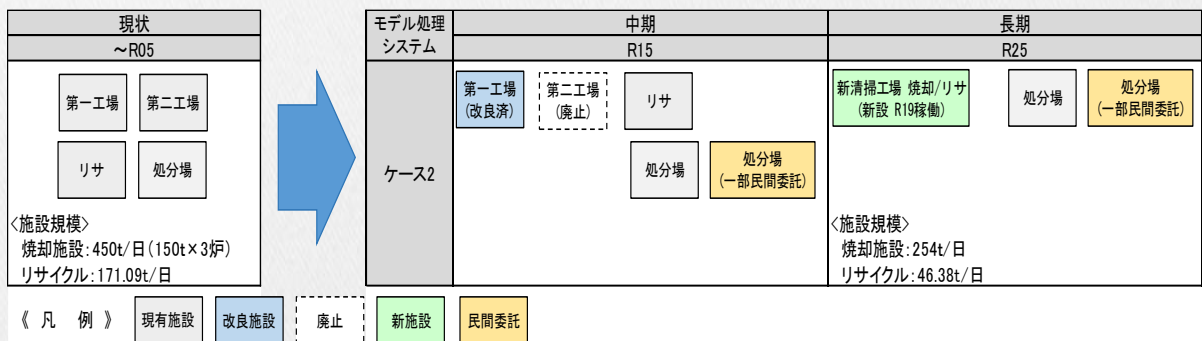 現状
～R05
第一工場
第二工場
リサ
処分場
〈施設規模〉
焼却施設:450t/日(150t×3炉)
リサイクル:171.09t/日
モデル処理
システム
ケース2
中期
R15
第一工場
(改良済)
第二工場
(廃止)
リサ
処分場
処分場
(一部民間委託)
長期
R25
新清掃工場 焼却/リサ
(新設 R19稼働)
処分場
処分場
(一部民間委託)
〈施設規模〉
焼却施設:254t/日
リサイクル:46.38t/日
《 凡 例 》
現有施設
改良施設
廃止
新施設
民間委託